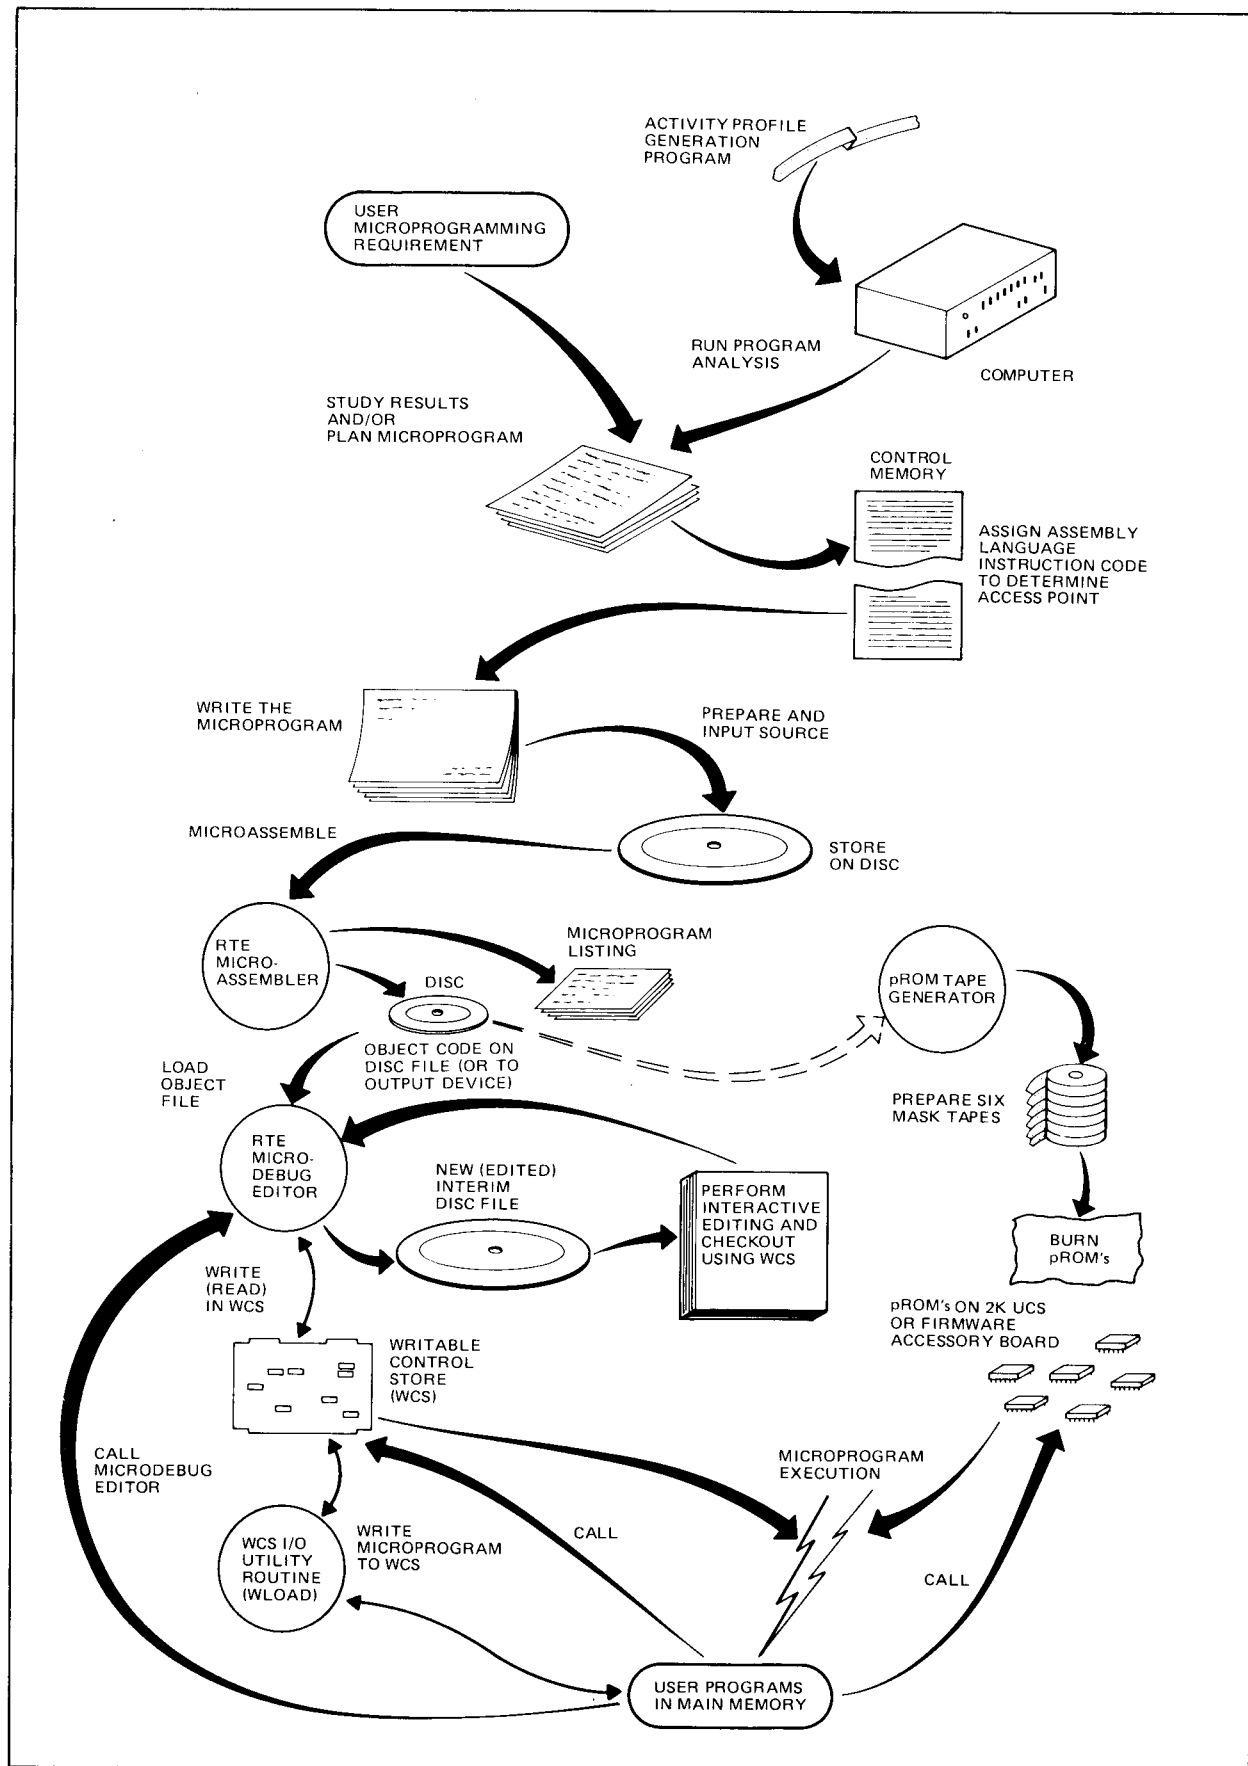 ACTIVITY PROFILE
GENERATION
PROGRAM
USER
MICROPROGRAMMING
REQUIREMENT
RUN PROGRAM
ANALYSIS
COMPUTER
STUDY RESULTS
AND/OR
PLAN MICROPROGRAM
CONTROL
MEMORY
ASSIGN ASSEMBLY
LANGUAGE
INSTRUCTION CODE
TO DETERMINE
ACCESS POINT
WRITE THE
MICROPROGRAM
PREPARE AND
INPUT SOURCE
MICROASSEMBLE
STORE
ON DISC
RTE
MICRO-
ASSEMBLER
MICROPROGRAM
LISTING
DISC
pROM TAPE
GENERATOR
OBJECT CODE ON
DISC FILE (OR TO
OUTPUT DEVICE)
LOAD
OBJECT
FILE
PREPARE SIX
MASK TAPES
RTE
MICRO-
DEBUG
EDITOR
NEW (EDITED)
INTERIM
DISC FILE
PERFORM
INTERACTIVE
EDITING AND
CHECKOUT
USING WCS
BURN
pROM's
WRITE
(READ)
IN WCS
pROM's ON 2K UCS
OR FIRMWARE
ACCESSORY BOARD
WRITABLE
CONTROL
STORE
(WCS)
CALL
MICRODEBUG
EDITOR
MICROPROGRAM
EXECUTION
WCS I/O
UTILITY
ROUTINE
(WLOAD)
WRITE
MICROPROGRAM
TO WCS
CALL
CALL
USER PROGRAMS
IN MAIN MEMORY